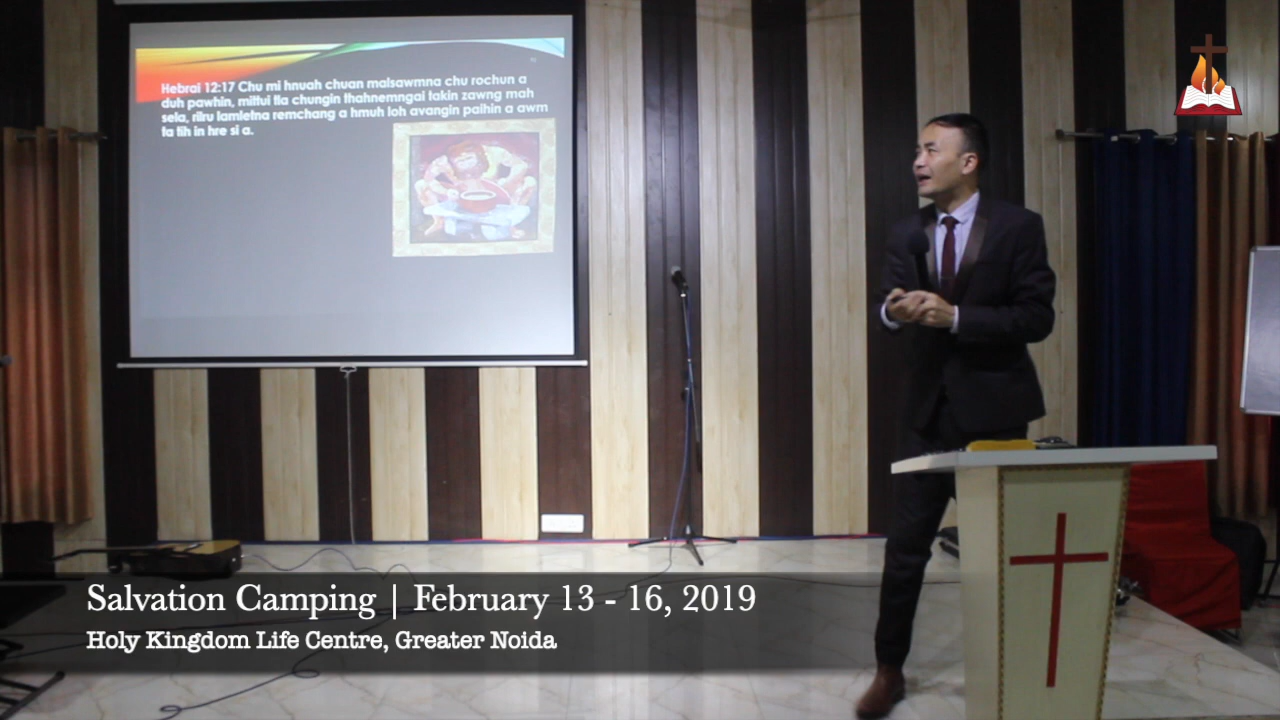 Hebrai 12:17 Chu mi hnuah chuan malsawmna chu rochun a
duh pawhin, mittui tla chungin thahnemngai takin zawng mah
sela, rilru lamletna remchang a hmuh loh avangin paihin a awm
ta tih in hre si a.
Salvation Camping | February 13 - 16, 2019
Holy Kingdom Life Centre, Greater Noida